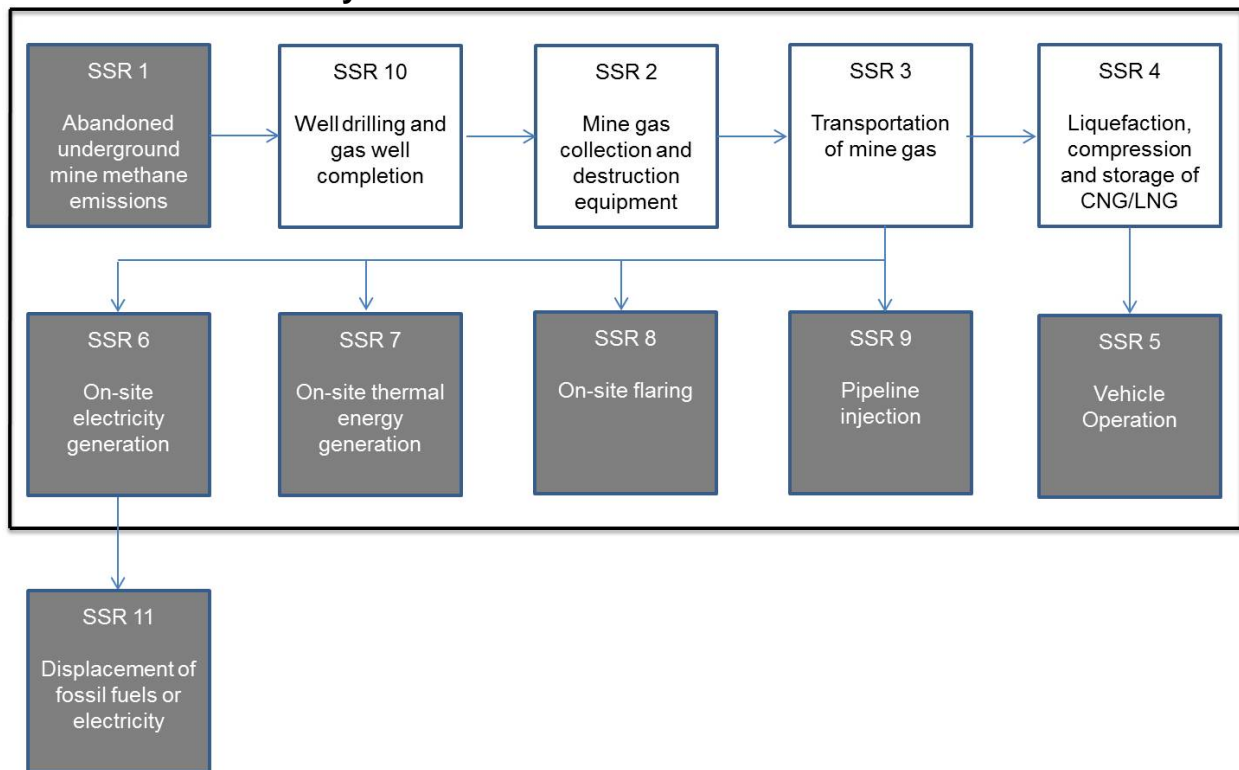 SSR 1
Abandoned
underground
mine methane
emissions
SSR 10
Well drilling and
gas well
completion
SSR 2
Mine gas
collection and
destruction
equipment
SSR 3
Transportation
of mine gas
SSR 4
Liquefaction,
compression
and storage of
CNG/LNG
SSR 6
On-site
electricity
generation
SSR 7
On-site thermal
energy
generation
SSR 8
On-site flaring
SSR 9
Pipeline
injection
SSR 5
Vehicle
Operation
SSR 11
Displacement of
fossil fuels or
electricity